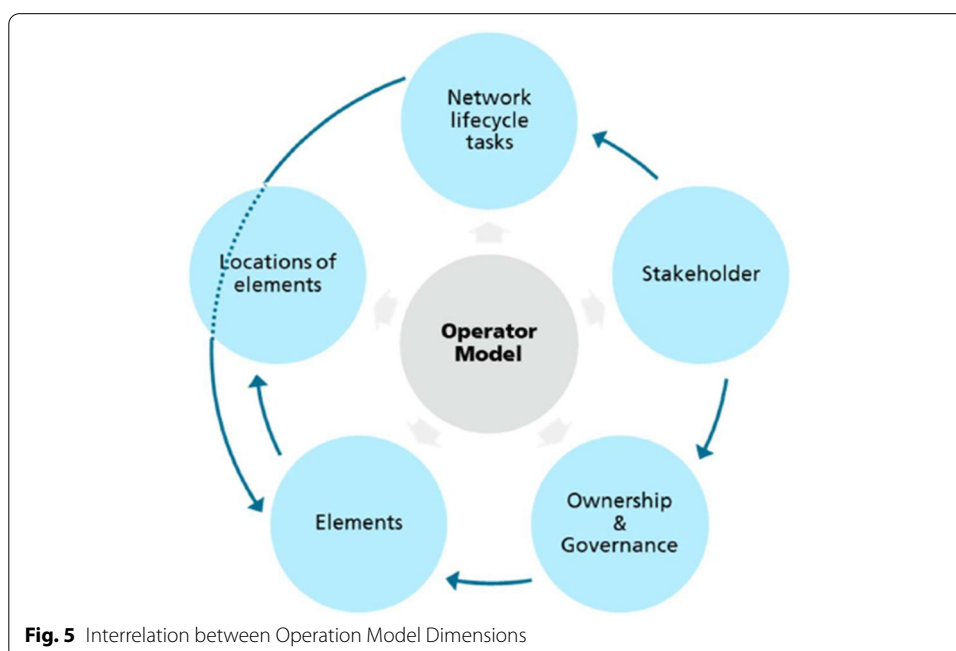 Network
lifecycle
tasks
Locations of
elements
Stakeholder
Operator
Model
Elements
Ownership
&
Governance
Fig. 5 Interrelation between Operation Model Dimensions